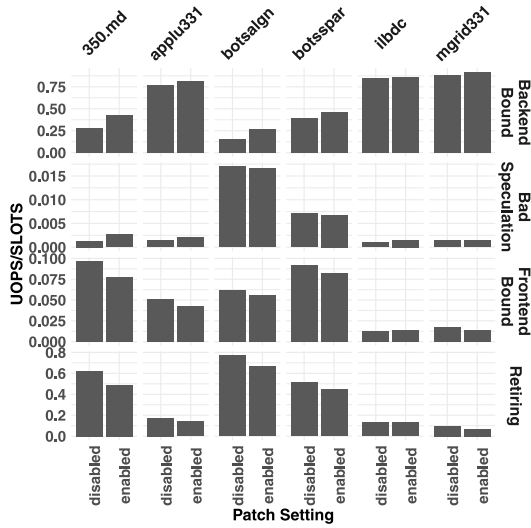 350.md applu331 botsalgn botsspar ilbdc mgrid331
0.75
0.50
0.25
0.00
Backend
Bound
0.015
0.010
0.005
0.000
Bad
Speculation
0.100
0.075
0.050
0.025
0.000
Frontend
Bound
0.8
0.6
0.4
0.2
0.0
Retiring
UOPS/SLOTS
disabled enabled disabled enabled disabled enabled disabled enabled disabled enabled disabled enabled
Patch Setting